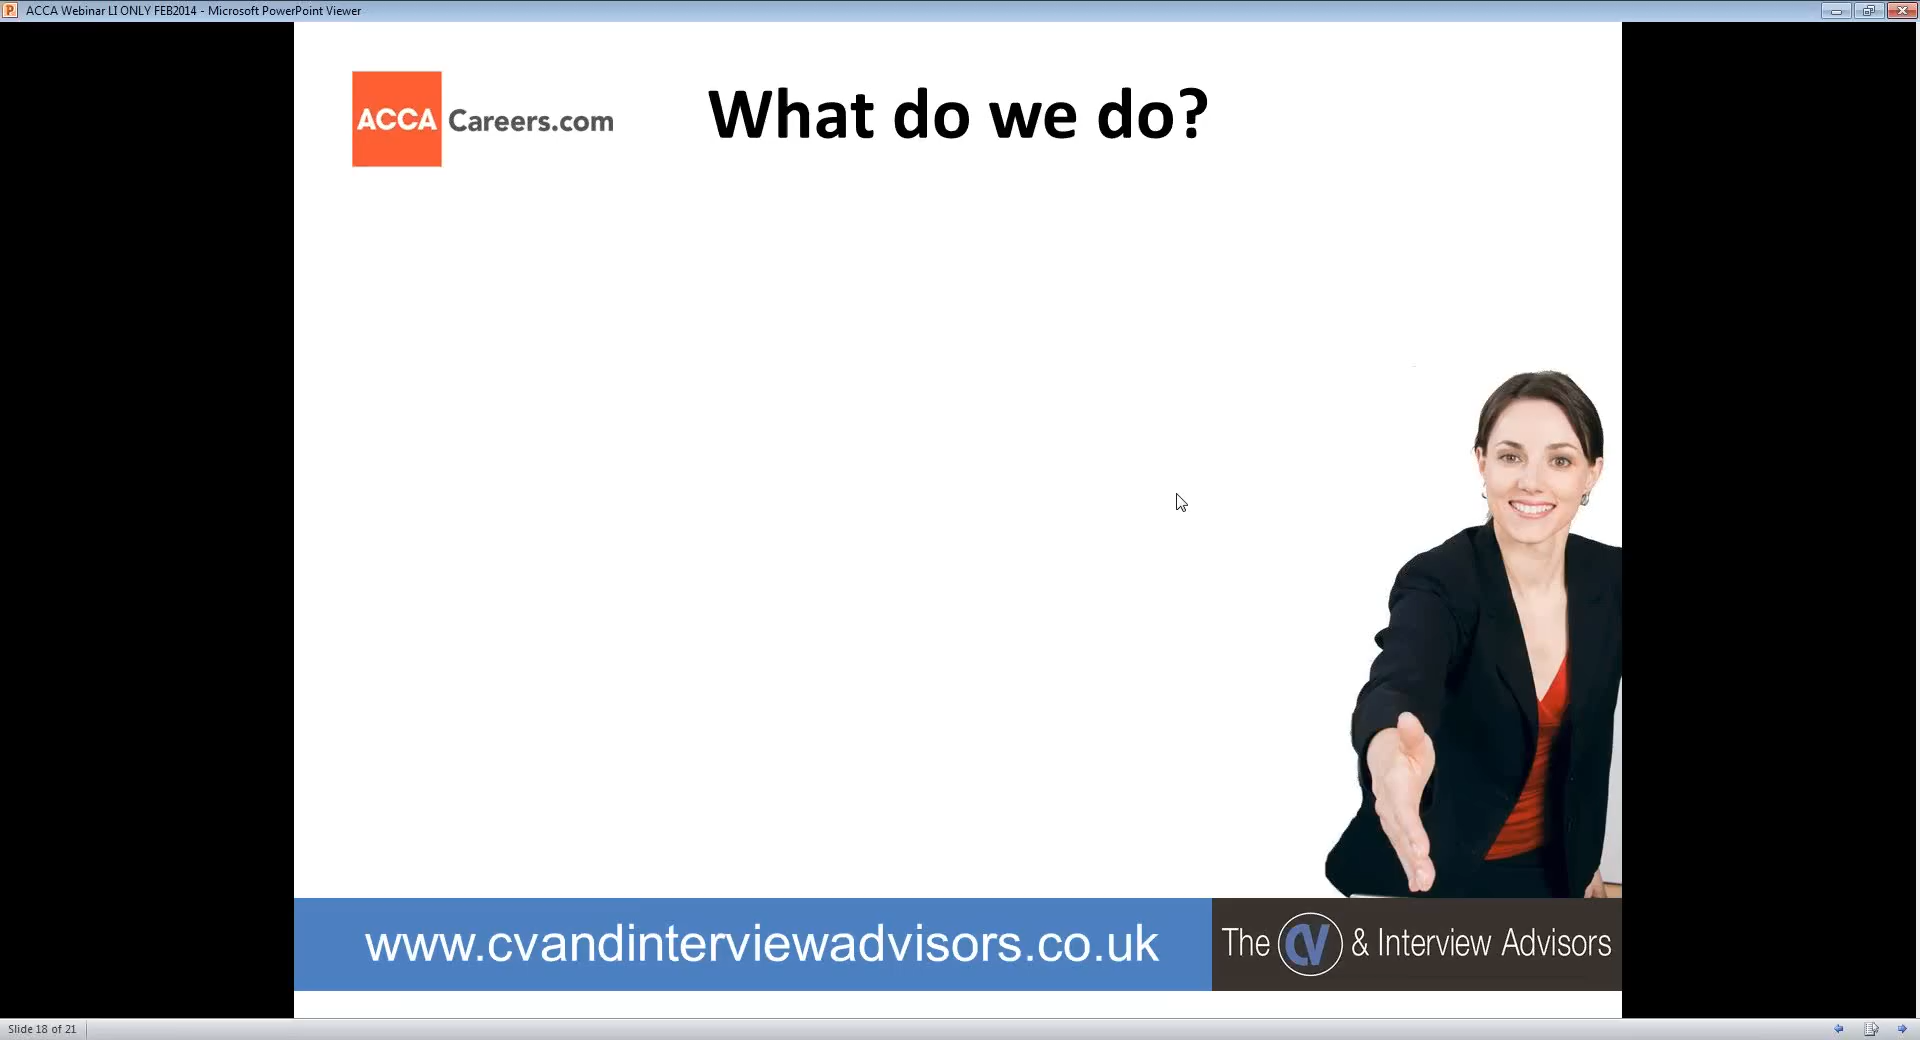 ACCA Webinar LI ONLY FEB2014 - Microsoft PowerPoint Viewer
ACCA Careers.com
What do we do?
www.cvandinterviewadvisors.co.uk
The CV & Interview Advisors
Slide 18 of 21